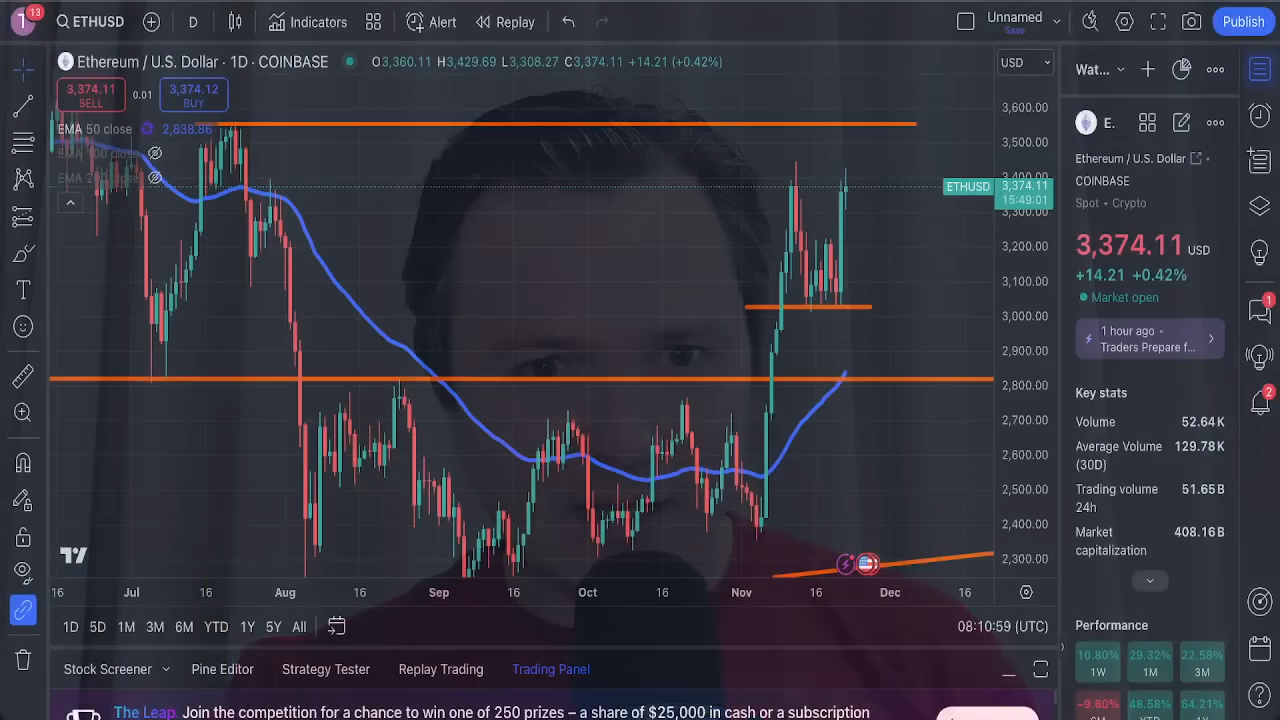 T
13
ETHUSD
D
Indicators
Alert
Replay
Unnamed
Save
Publish
Ethereum / U.S. Dollar · 1D · COINBASE
O3,360.11 H3,429.69 L3,308.27 C3,374.11 +14.21 (+0.42%)
USD
3,374.11
SELL
0.01
3,374.12
BUY
EMA 50 close
2,838.86
EMA 100 close
EMA 200 close
3,600.00
3,500.00
3,400.00
ETHUSD
3,374.11
15:49:01
3,300.00
3,200.00
3,100.00
3,000.00
2,900.00
2,800.00
2,700.00
2,600.00
2,500.00
2,400.00
2,300.00
16
Jul
16
Aug
16
Sep
16
Oct
16
Nov
16
Dec
16
1D
5D
1M
3M
6M
YTD
1Y
5Y
All
08:10:59 (UTC)
Stock Screener
Pine Editor
Strategy Tester
Replay Trading
Trading Panel
The Leap. Join the competition for a chance to win one of 250 prizes – a share of $25,000 in cash or a subscription
Wat...
E.
Ethereum / U.S. Dollar
COINBASE
Spot • Crypto
3,374.11 USD
+14.21 +0.42%
Market open
1 hour ago •
Traders Prepare f...
Key stats
Volume 52.64K
Average Volume 129.78K
(30D)
Trading volume 51.65B
24h
Market 408.16B
capitalization
Performance
10.80%
1W
29.32%
1M
22.58%
3M
-9.60%
48.58%
64.21%
1
2